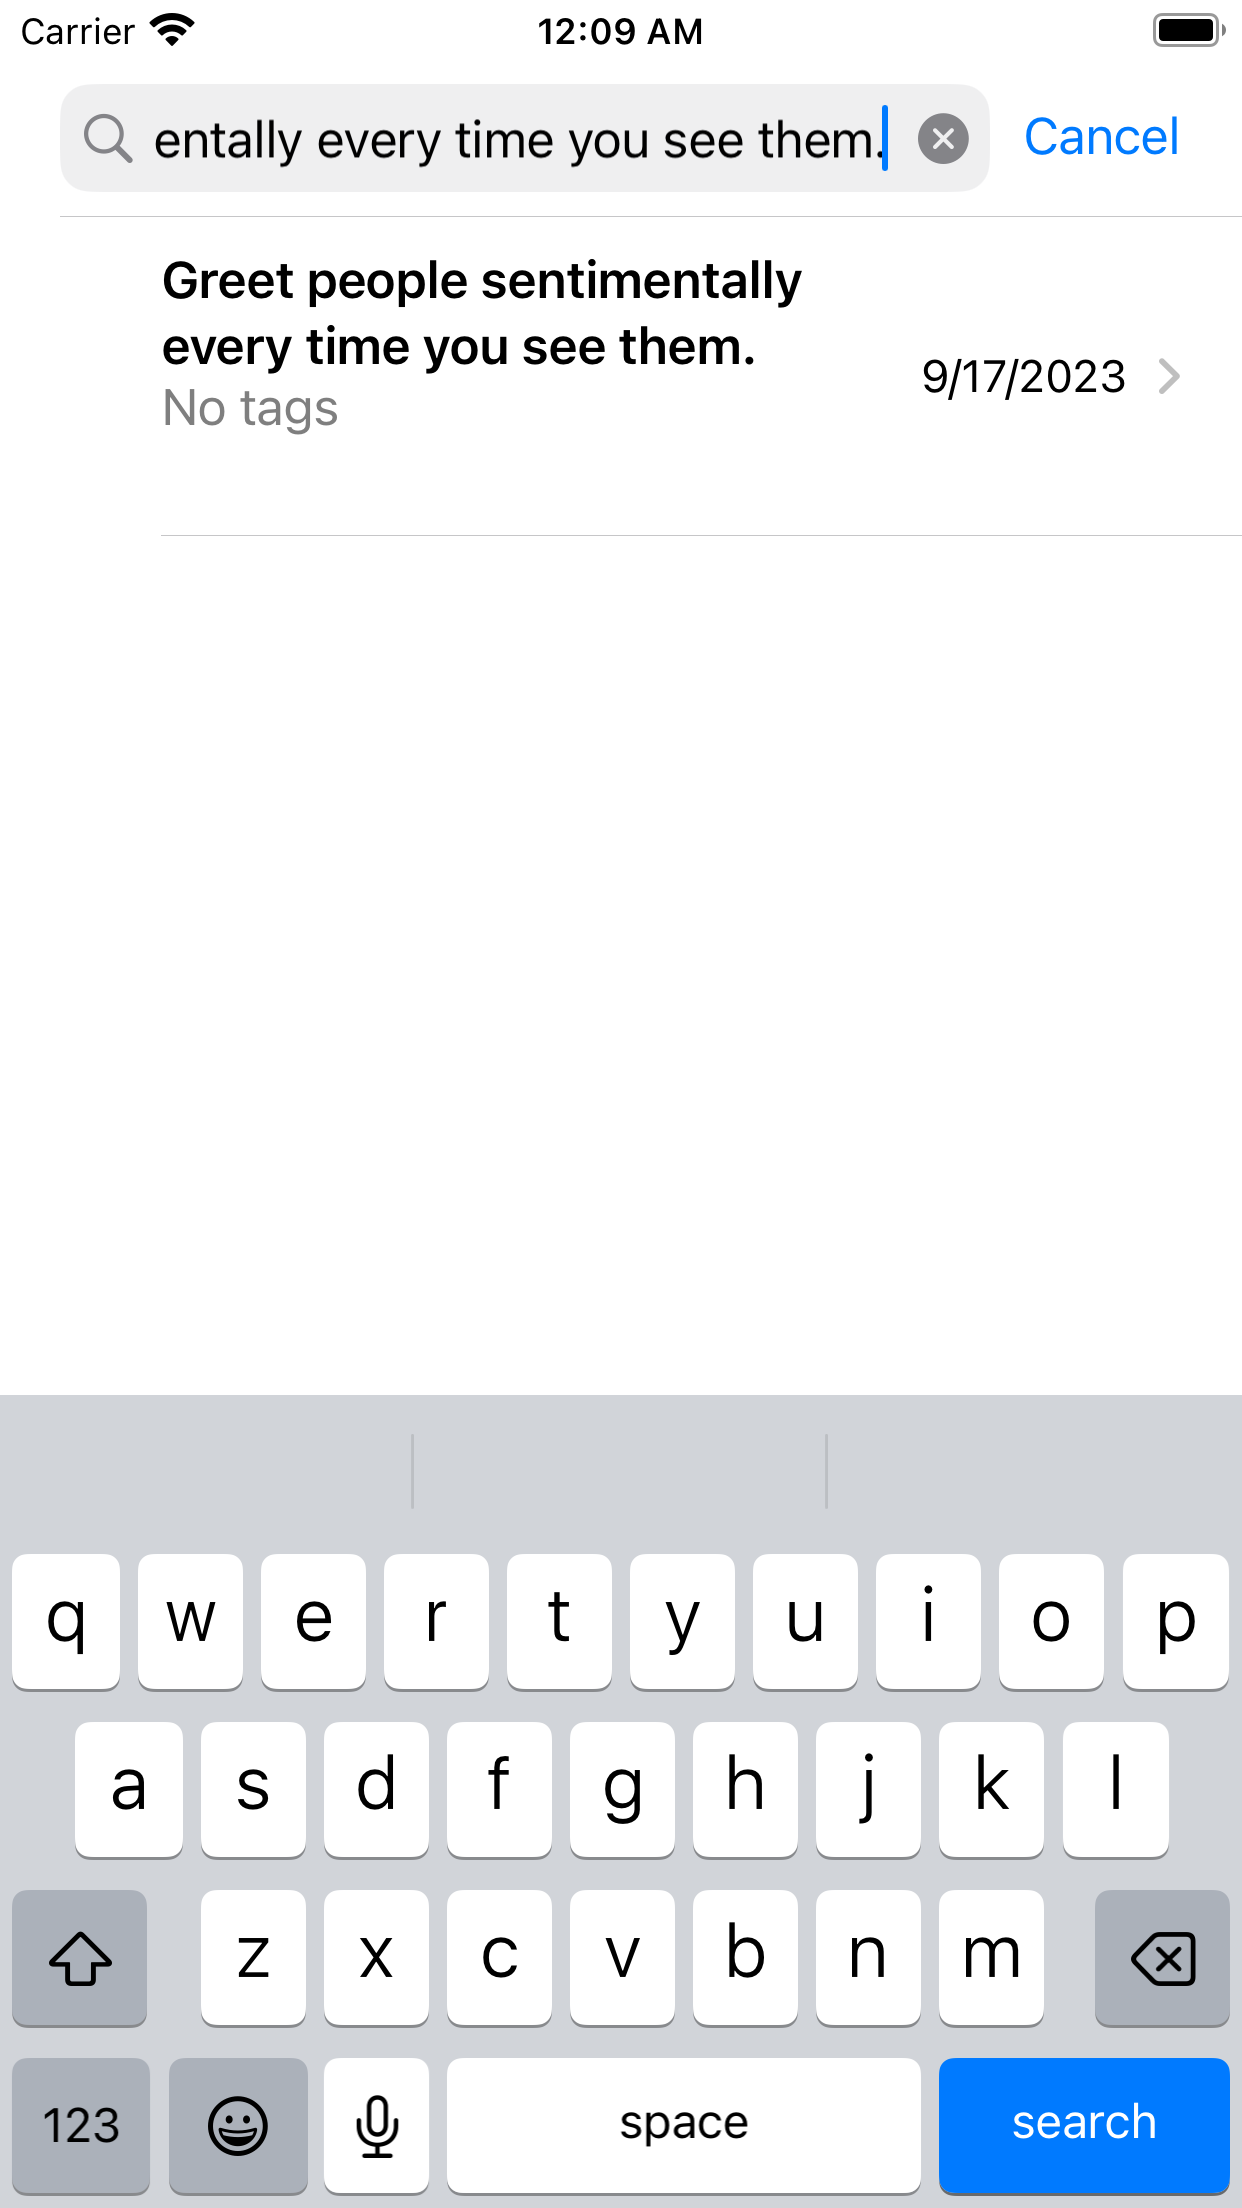 Carrier 12:09 AM
entally every time you see them. Cancel
Greet people sentimentally
every time you see them.
No tags
9/17/2023
q w e r t y u i o p
a s d f g h j k l
z x c v b n m
123 space search